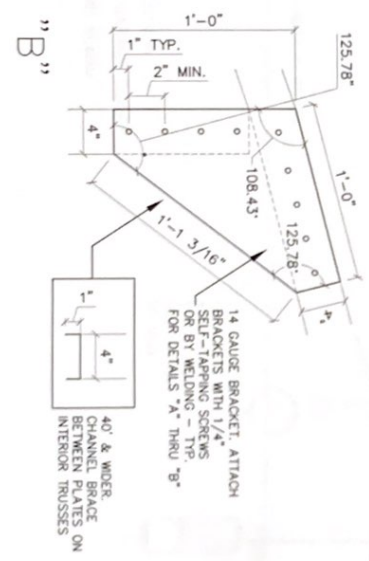 1'-0"
1" TYP.
2" MIN.
125.78°
4"
1'-0"
108.43'
125.78'
4"
1'-1 3/16"
14 GAUGE BRACKET. ATTACH
BRACKETS WITH 1/4"
SELF-TAPPING SCREWS
OR BY WELDING - TYP.
FOR DETAILS "A" THRU "B"
1"
4"
40' & WIDER.
CHANNEL BRACE
BETWEEN PLATES ON
INTERIOR TRUSSES
"B"